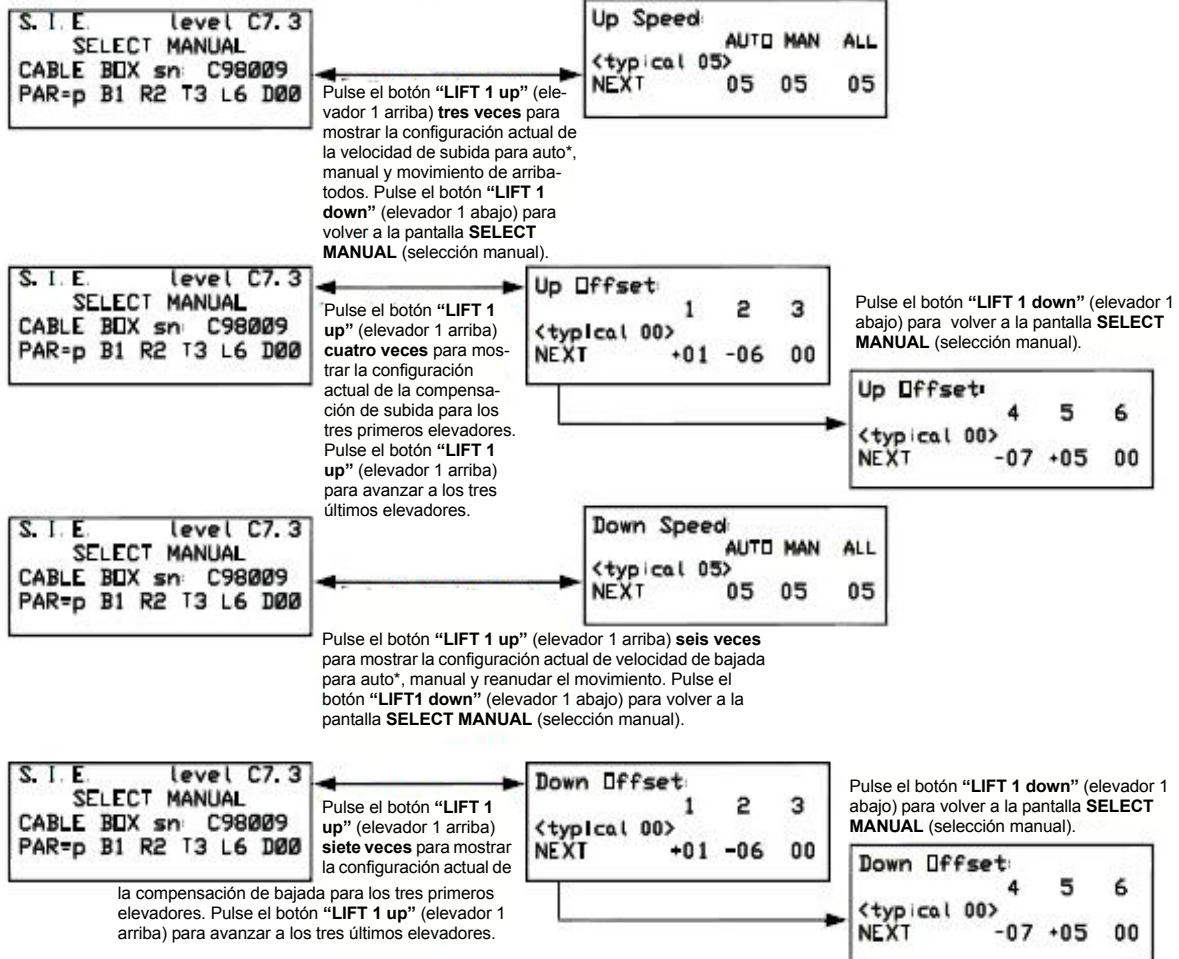 S. I. E. level C7.3
SELECT MANUAL
CABLE BOX sn: C98009
PAR=p B1 R2 T3 L6 D00
Pulse el botón “LIFT 1 up” (ele-
vador 1 arriba) tres veces para
mostrar la configuración actual de
la velocidad de subida para auto*,
manual y movimiento de arriba-
todos. Pulse el botón “LIFT 1
down” (elevador 1 abajo) para
volver a la pantalla SELECT
MANUAL (selección manual).
Up Speed:
AUTO MAN ALL
<typical 05>
NEXT 05 05 05
S. I. E. level C7.3
SELECT MANUAL
CABLE BOX sn: C98009
PAR=p B1 R2 T3 L6 D00
Pulse el botón “LIFT 1
up” (elevador 1 arriba)
cuatro veces para mos-
trar la configuración
actual de la compensa-
ción de subida para los
tres primeros elevadores.
Pulse el botón “LIFT 1
up” (elevador 1 arriba)
para avanzar a los tres
últimos elevadores.
Up Offset:
1 2 3
<typical 00>
NEXT +01 -06 00
Pulse el botón “LIFT 1 down” (elevador 1
abajo) para volver a la pantalla SELECT
MANUAL (selección manual).
Up Offset:
4 5 6
<typical 00>
NEXT -07 +05 00
S. I. E. level C7.3
SELECT MANUAL
CABLE BOX sn: C98009
PAR=p B1 R2 T3 L6 D00
Down Speed:
AUTO MAN ALL
<typical 05>
NEXT 05 05 05
Pulse el botón “LIFT 1 up” (elevador 1 arriba) seis veces
para mostrar la configuración actual de velocidad de bajada
para auto*, manual y reanudar el movimiento. Pulse el
botón “LIFT1 down” (elevador 1 abajo) para volver a la
pantalla SELECT MANUAL (selección manual).
S. I. E. level C7.3
SELECT MANUAL
CABLE BOX sn: C98009
PAR=p B1 R2 T3 L6 D00
Pulse el botón “LIFT 1
up” (elevador 1 arriba)
siete veces para mostrar
la configuración actual de
la compensación de bajada para los tres primeros
elevadores. Pulse el botón “LIFT 1 up” (elevador 1
arriba) para avanzar a los tres últimos elevadores.
Down Offset:
1 2 3
<typical 00>
NEXT +01 -06 00
Pulse el botón “LIFT 1 down” (elevador 1
abajo) para volver a la pantalla SELECT
MANUAL (selección manual).
Down Offset:
4 5 6
<typical 00>
NEXT -07 +05 00